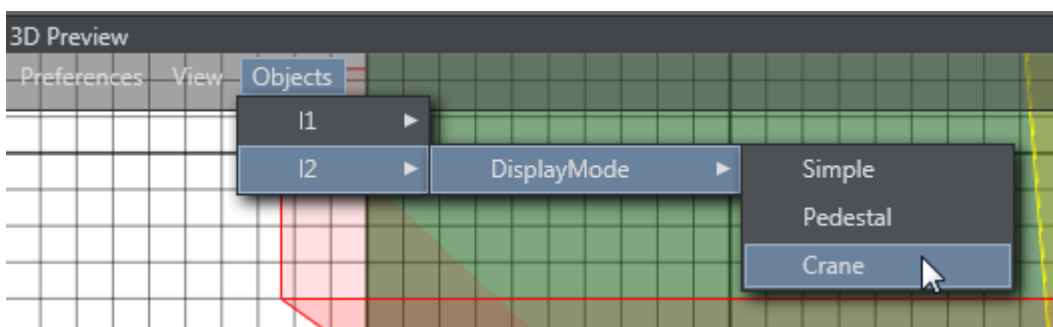 3D Preview
Preferences View Objects
I1
I2 DisplayMode Simple
Pedestal
Crane